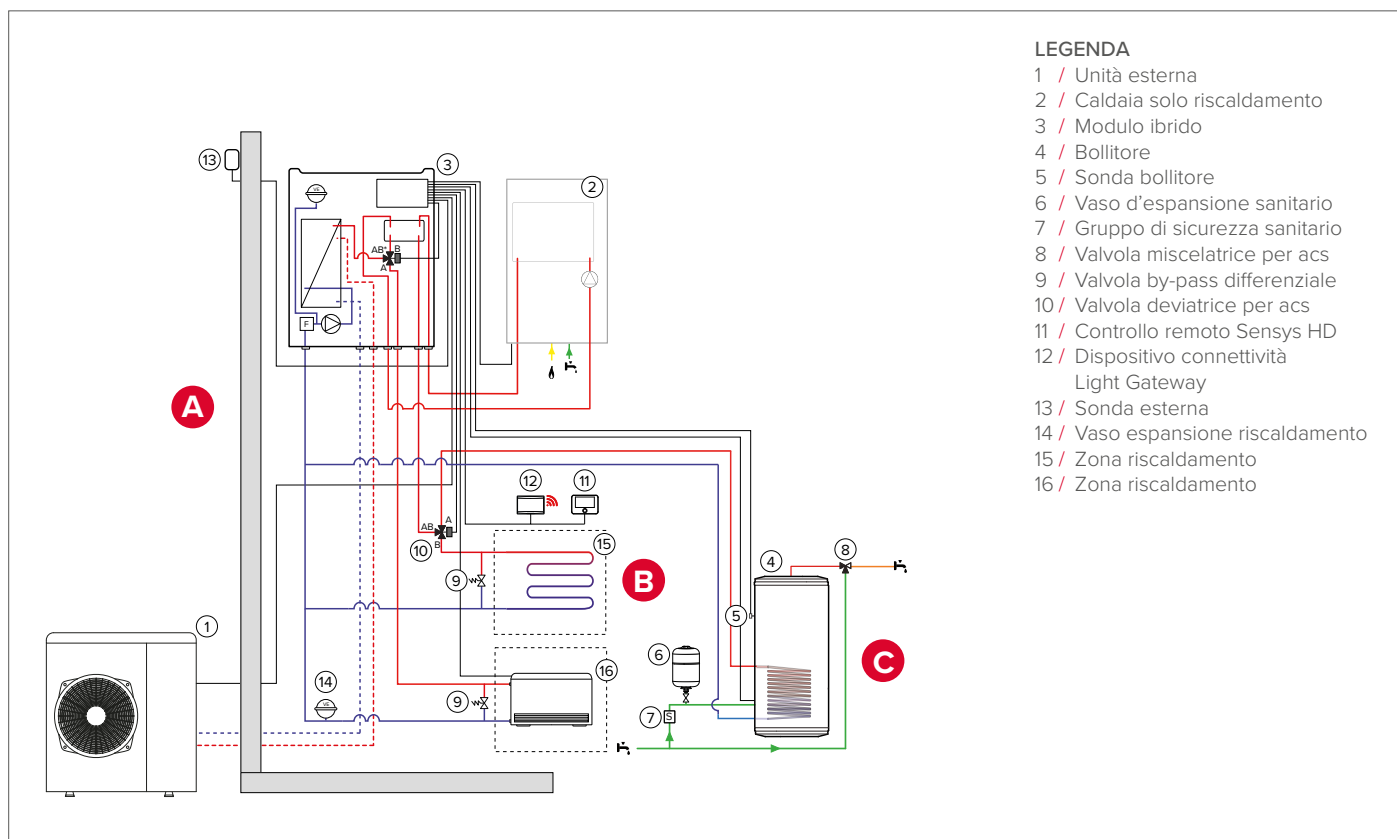 LEGENDA
1 / Unità esterna
2 / Caldaia solo riscaldamento
3 / Modulo ibrido
4 / Bollitore
5 / Sonda bollitore
6 / Vaso d’espansione sanitario
7 / Gruppo di sicurezza sanitario
8 / Valvola miscelatrice per acs
9 / Valvola by-pass differenziale
10 / Valvola deviatrice per acs
11 / Controllo remoto Sensys HD
12 / Dispositivo connettività
Light Gateway
13 / Sonda esterna
14 / Vaso espansione riscaldamento
15 / Zona riscaldamento
16 / Zona riscaldamento
13
3
2
VE
AB*
B
A
F
A
12
11
A
AB
B
10
15
9
B
4
8
5
1
6
C
16
14
VE
9
7
S